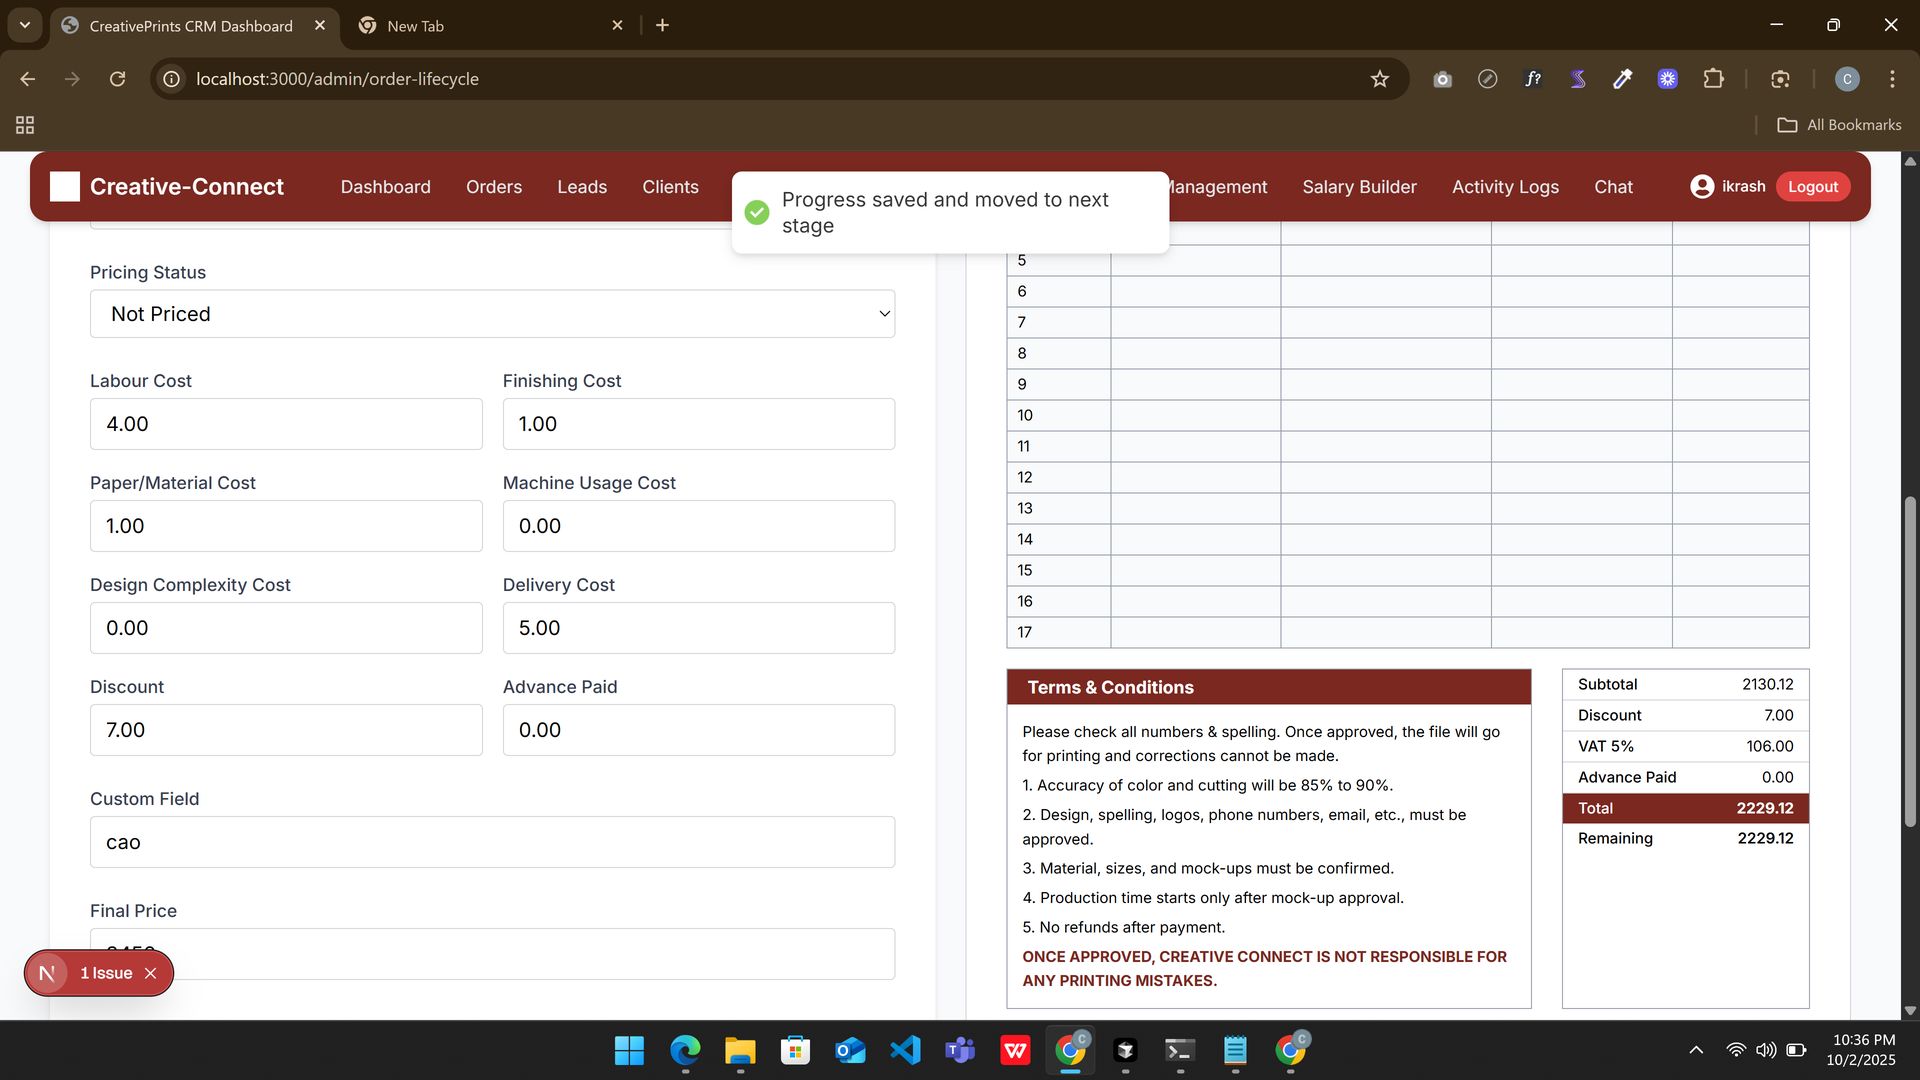 CreativePrints CRM Dashboard
New Tab
localhost:3000/admin/order-lifecycle
f?
C
All Bookmarks
Creative-Connect
Dashboard
Orders
Leads
Clients
Management
Salary Builder
Activity Logs
Chat
ikrash
Logout
Progress saved and moved to next
stage
Pricing Status
Not Priced
Labour Cost
Finishing Cost
4.00
1.00
Paper/Material Cost
Machine Usage Cost
1.00
0.00
Design Complexity Cost
Delivery Cost
0.00
5.00
Discount
Advance Paid
7.00
0.00
Custom Field
cao
Final Price
N
1 Issue
5
6
7
8
9
10
11
12
13
14
15
16
17
Terms & Conditions
Please check all numbers & spelling. Once approved, the file will go
for printing and corrections cannot be made.
1. Accuracy of color and cutting will be 85% to 90%.
2. Design, spelling, logos, phone numbers, email, etc., must be
approved.
3. Material, sizes, and mock-ups must be confirmed.
4. Production time starts only after mock-up approval.
5. No refunds after payment.
ONCE APPROVED, CREATIVE CONNECT IS NOT RESPONSIBLE FOR
ANY PRINTING MISTAKES.
Subtotal 2130.12
Discount 7.00
VAT 5% 106.00
Advance Paid 0.00
Total 2229.12
Remaining 2229.12
10:36 PM
10/2/2025